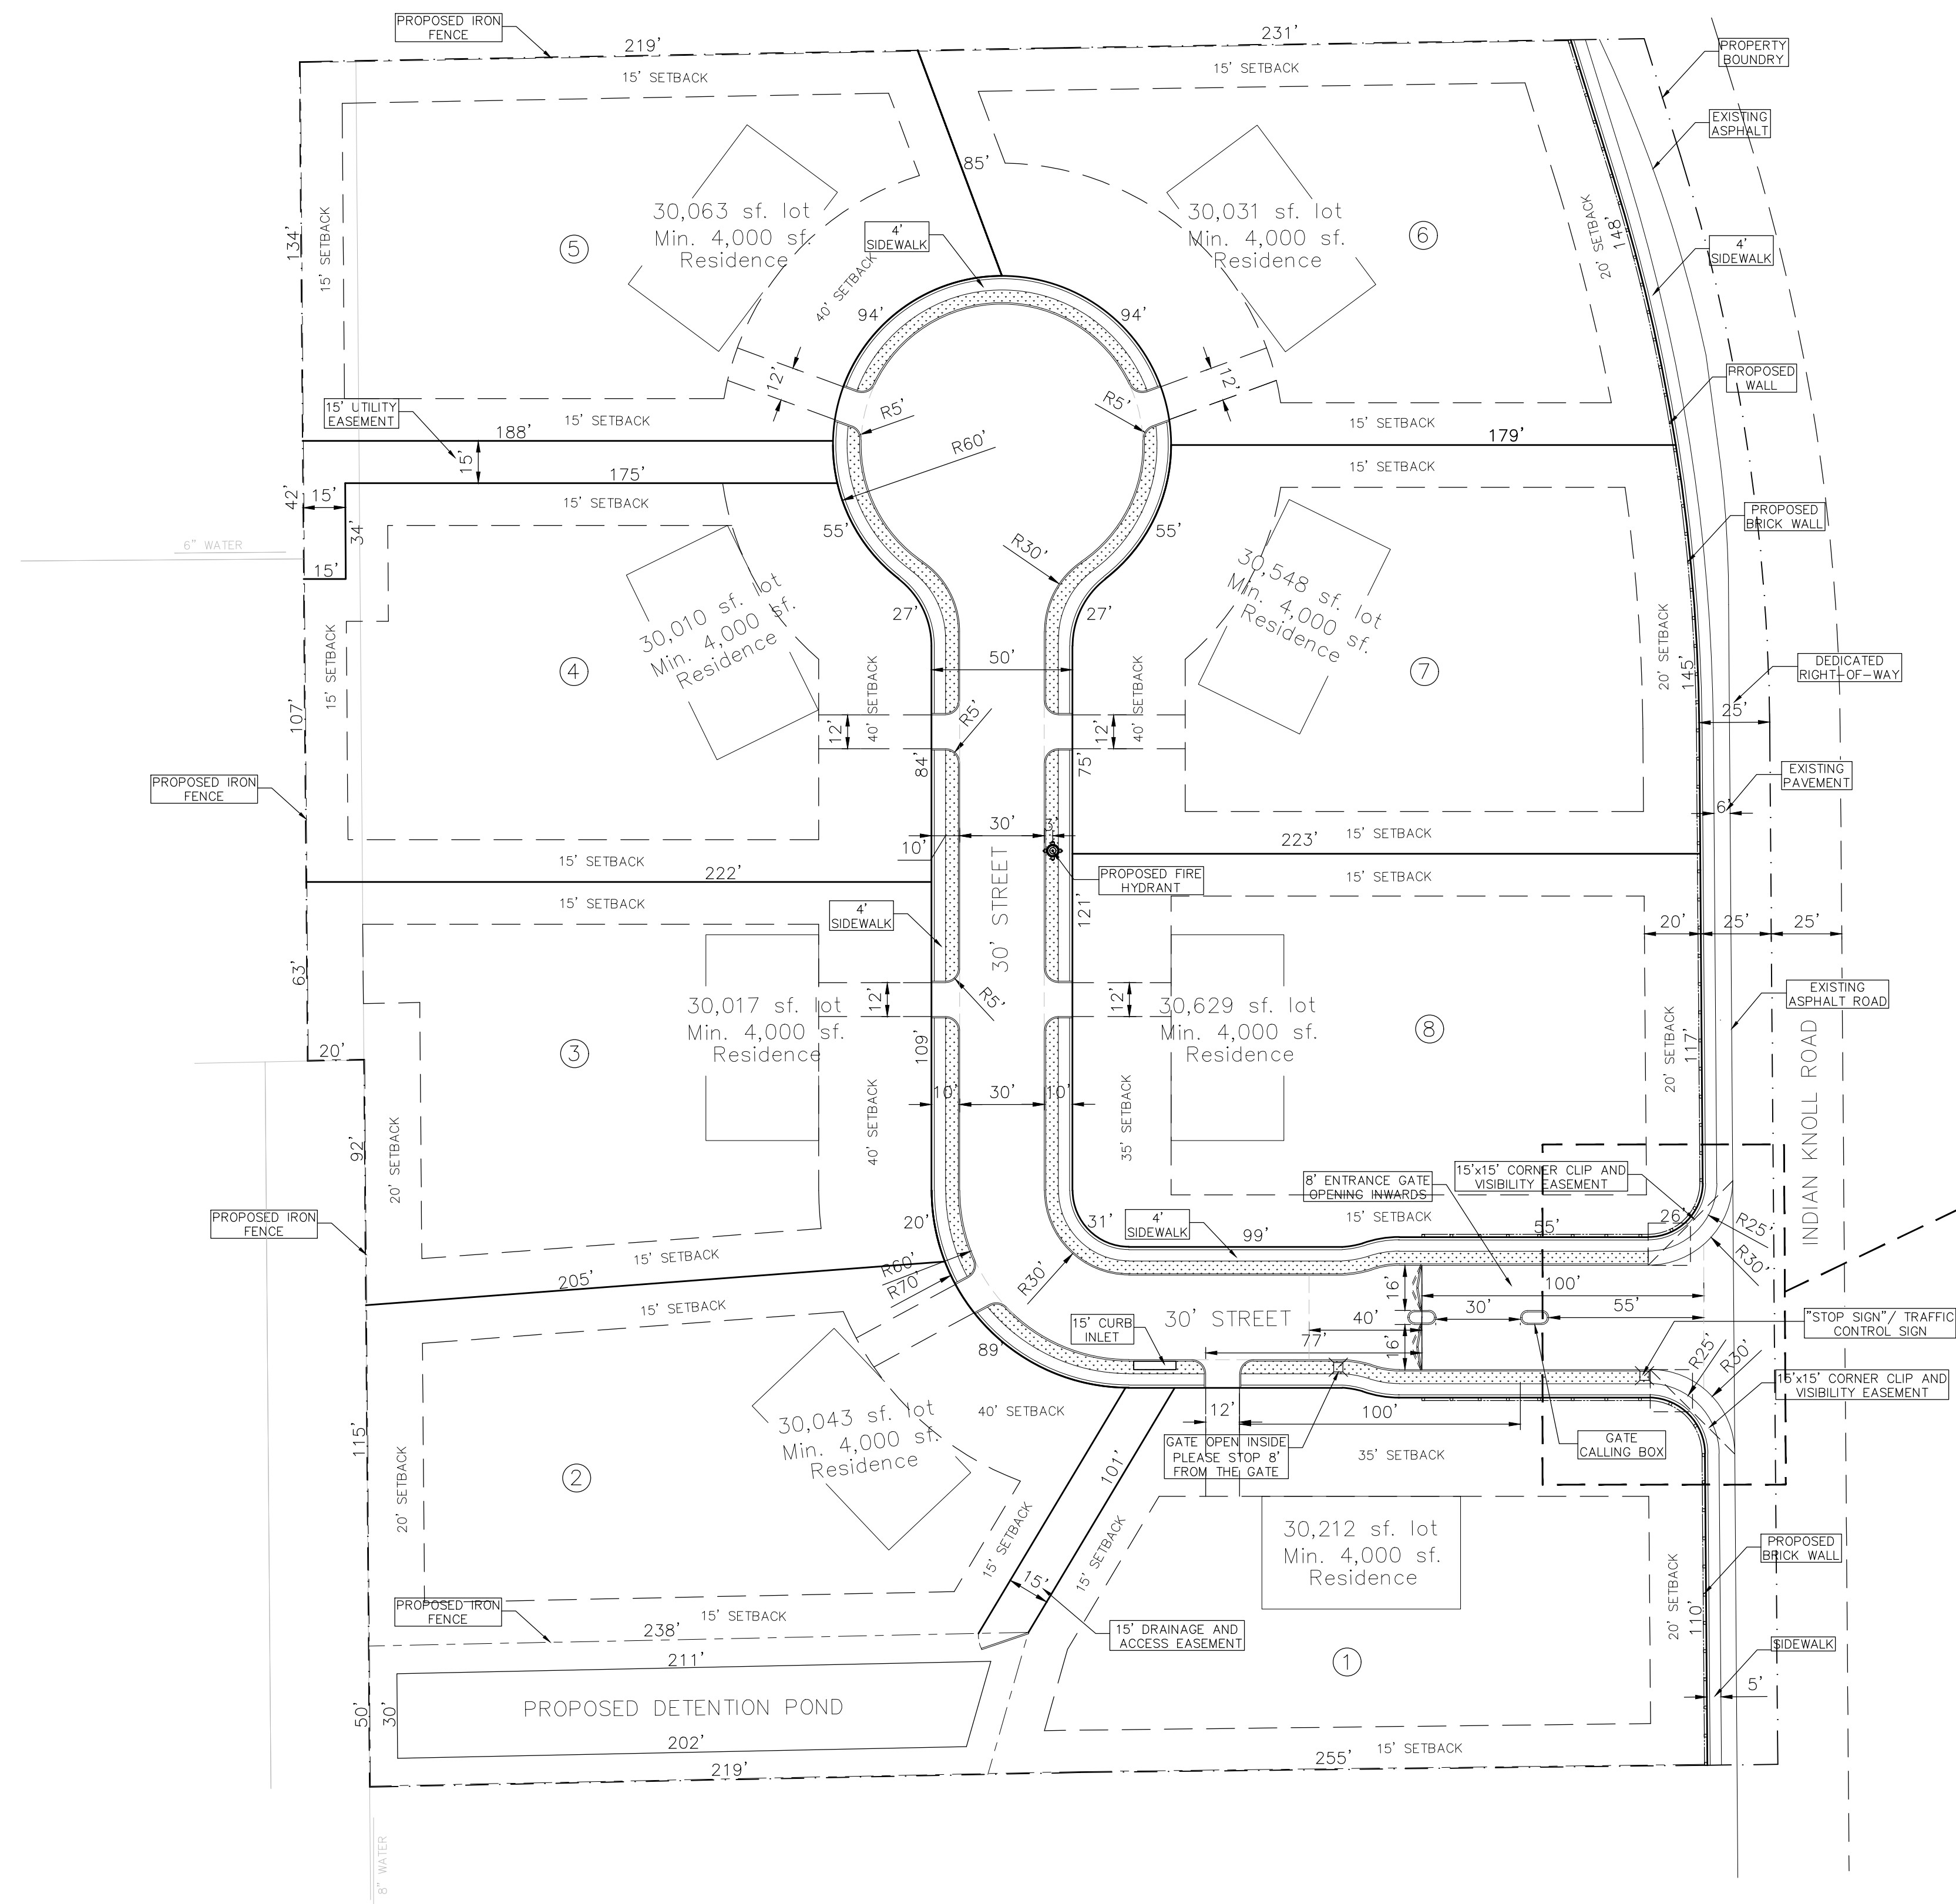 PROPOSED IRON
FENCE
219'
231'
15' SETBACK
15' SETBACK
PROPERTY
BOUNDRY
EXISTING
ASPHALT
85'
134'
15' SETBACK
30,063 sf. lot
Min. 4,000 sf.
Residence
5
4'
SIDEWALK
40' SETBACK
94'
94'
30,031 sf. lot
Min. 4,000 sf.
Residence
6
20' SETBACK
148'
4'
SIDEWALK
12'
12'
R5'
R5'
R60'
PROPOSED
WALL
15' UTILITY
EASEMENT
15' SETBACK
15' SETBACK
188'
179'
15'
175'
15' SETBACK
15' SETBACK
42'
15'
34'
15'
6" WATER
55'
55'
R30'
PROPOSED
BRICK WALL
27'
27'
30,010 sf. lot
Min. 4,000 sf.
Residence
4
15' SETBACK
107'
50'
40' SETBACK
40' SETBACK
30,548 sf. lot
Min. 4,000 sf.
Residence
7
20' SETBACK
145'
DEDICATED
RIGHT-OF-WAY
25'
12'
R5'
12'
84'
75'
EXISTING
PAVEMENT
6'
PROPOSED IRON
FENCE
10'
30'
3'
15' SETBACK
223'
15' SETBACK
222'
15' SETBACK
15' SETBACK
PROPOSED FIRE
HYDRANT
4'
SIDEWALK
30' STREET
121'
20'
25'
25'
63'
R5'
12'
12'
EXISTING
ASPHALT ROAD
30,017 sf. lot
Min. 4,000 sf.
Residence
3
109'
30,629 sf. lot
Min. 4,000 sf.
Residence
8
117'
20' SETBACK
INDIAN KNOLL ROAD
20'
10'
30'
10'
40' SETBACK
35' SETBACK
92'
20' SETBACK
PROPOSED IRON
FENCE
8' ENTRANCE GATE
OPENING INWARDS
15'x15' CORNER CLIP AND
VISIBILITY EASEMENT
20'
31'
4'
SIDEWALK
99'
15' SETBACK
55'
26'
R25'
R30'
15' SETBACK
205'
15' SETBACK
R60'
R70'
R30'
16'
100'
30'
55'
30' STREET
40'
77'
16'
15' CURB
INLET
"STOP SIGN"/ TRAFFIC
CONTROL SIGN
R25'
R30'
15'x15' CORNER CLIP AND
VISIBILITY EASEMENT
89'
12'
100'
GATE OPEN INSIDE
PLEASE STOP 8'
FROM THE GATE
GATE
CALLING BOX
40' SETBACK
35' SETBACK
30,043 sf. lot
Min. 4,000 sf.
Residence
2
115'
20' SETBACK
101'
15' SETBACK
15' SETBACK
15'
30,212 sf. lot
Min. 4,000 sf.
Residence
1
PROPOSED
BRICK WALL
20' SETBACK
110'
PROPOSED IRON
FENCE
15' SETBACK
238'
15' DRAINAGE AND
ACCESS EASEMENT
SIDEWALK
5'
211'
PROPOSED DETENTION POND
50'
30'
202'
219'
255'
15' SETBACK
8" WATER